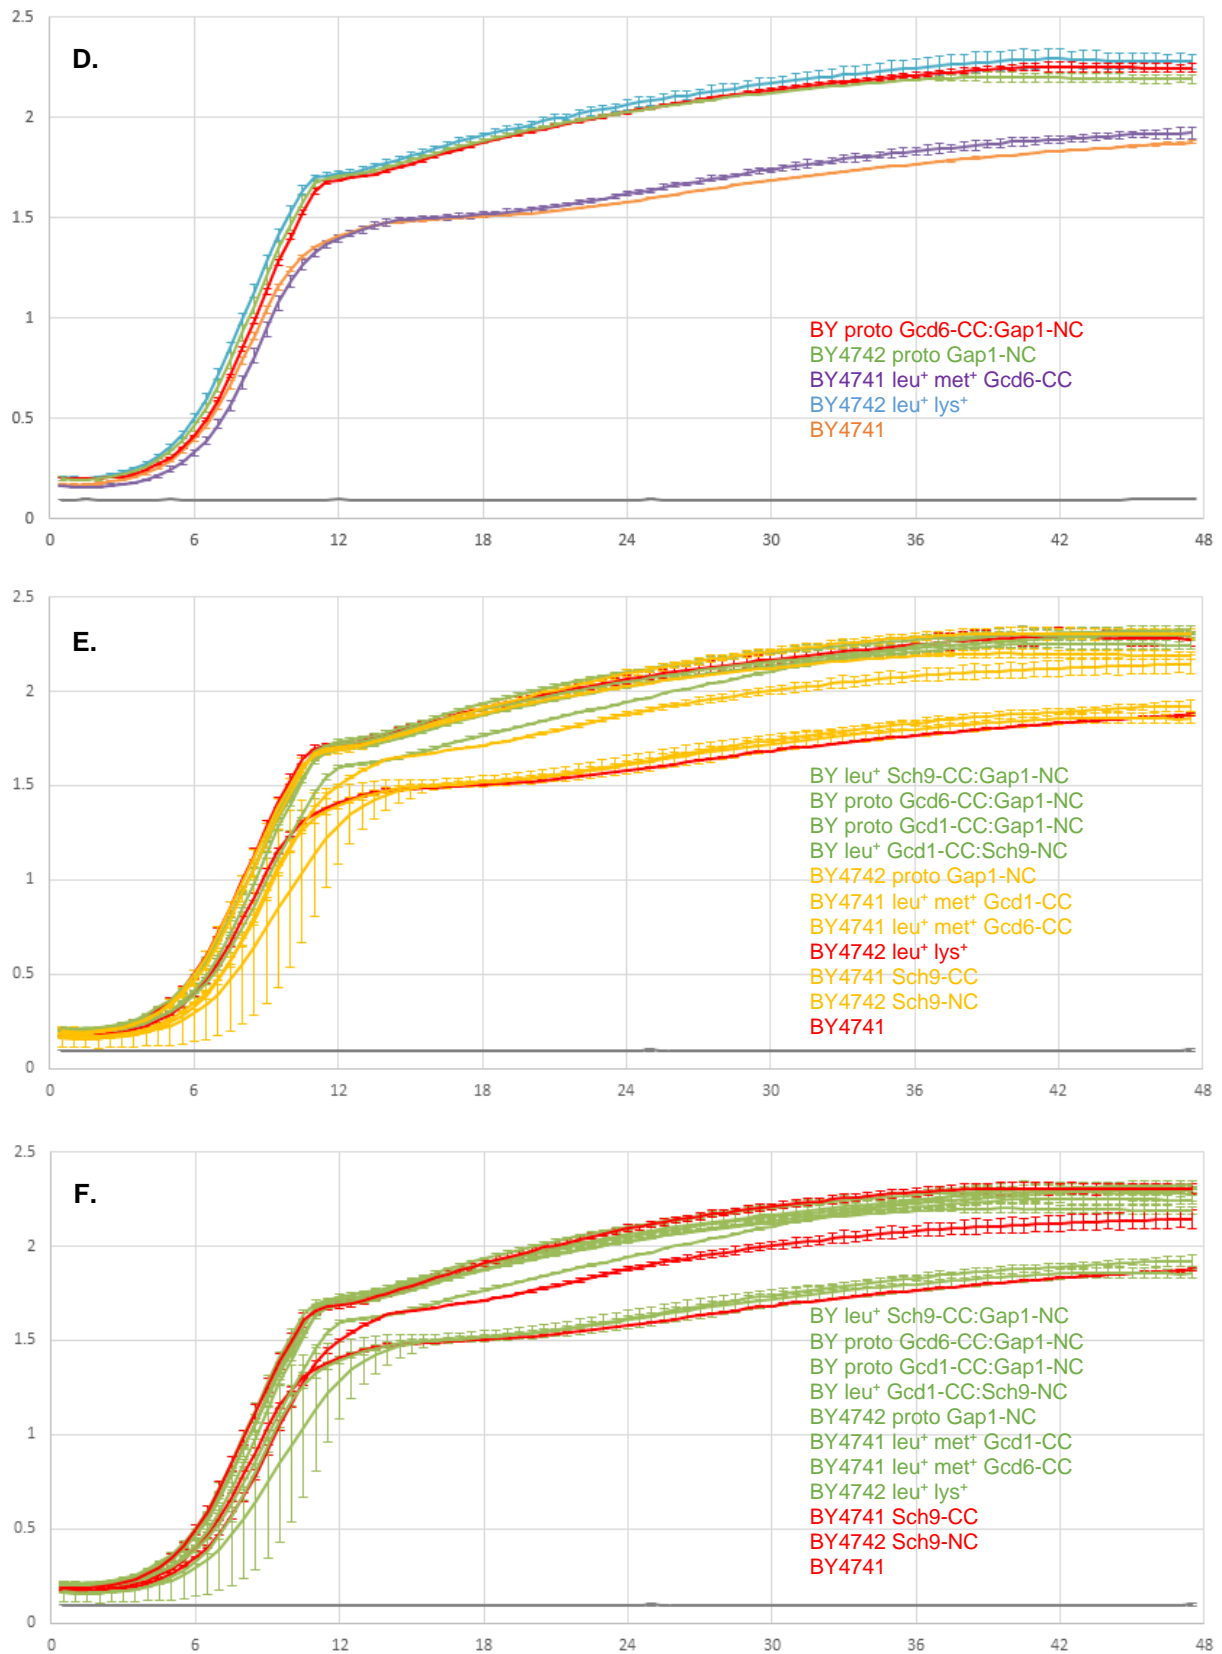 2.5
D.
2
1.5
1
BY proto Gcd6-CC:Gap1-NC
BY4742 proto Gap1-NC
BY4741 leu⁺ met⁺ Gcd6-CC
BY4742 leu⁺ lys⁺
BY4741
0.5
0
0 6 12 18 24 30 36 42 48
2.5
E.
2
1.5
BY leu⁺ Sch9-CC:Gap1-NC
BY proto Gcd6-CC:Gap1-NC
BY proto Gcd1-CC:Gap1-NC
BY leu⁺ Gcd1-CC:Sch9-NC
1
BY4742 proto Gap1-NC
BY4741 leu⁺ met⁺ Gcd1-CC
BY4741 leu⁺ met⁺ Gcd6-CC
BY4742 leu⁺ lys⁺
0.5
BY4741 Sch9-CC
BY4742 Sch9-NC
BY4741
0
0 6 12 18 24 30 36 42 48
2.5
F.
2
1.5
BY leu⁺ Sch9-CC:Gap1-NC
BY proto Gcd6-CC:Gap1-NC
BY proto Gcd1-CC:Gap1-NC
BY leu⁺ Gcd1-CC:Sch9-NC
BY4742 proto Gap1-NC
1
BY4741 leu⁺ met⁺ Gcd1-CC
BY4741 leu⁺ met⁺ Gcd6-CC
BY4742 leu⁺ lys⁺
BY4741 Sch9-CC
0.5
BY4742 Sch9-NC
BY4741
0
0 6 12 18 24 30 36 42 48